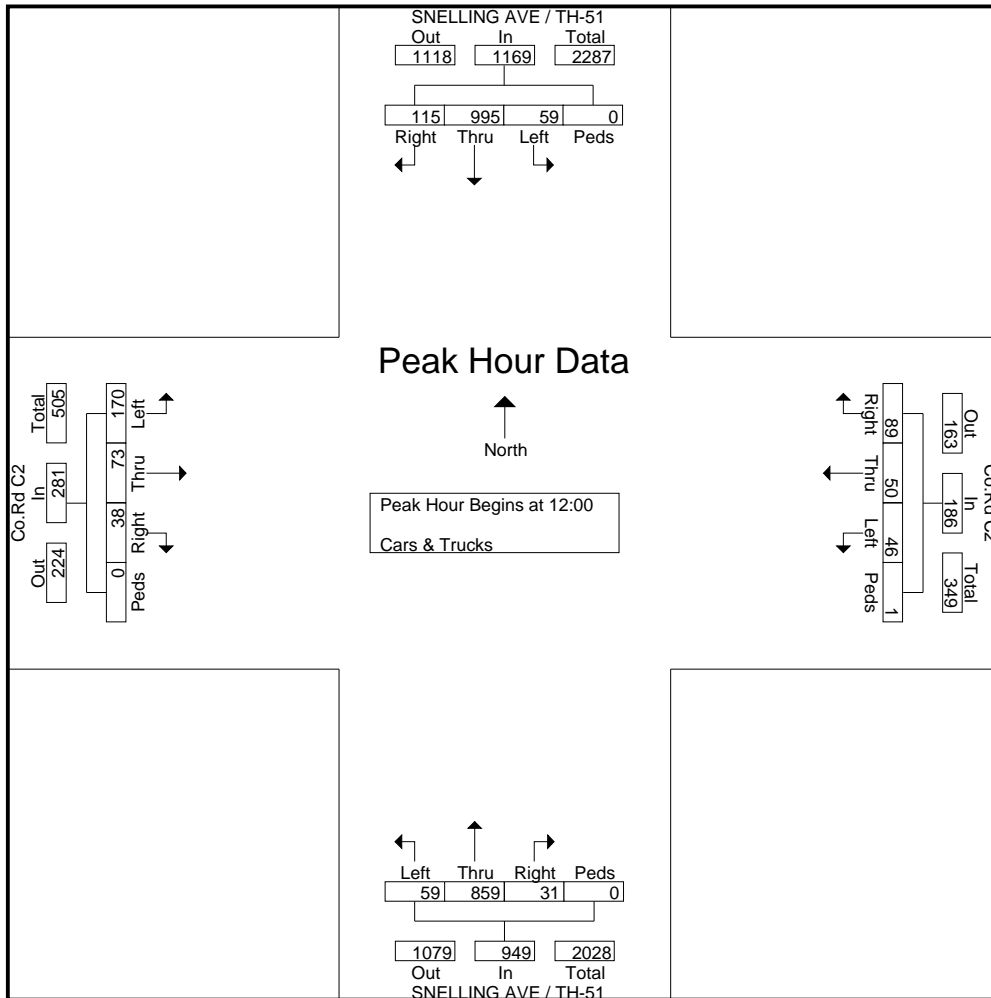 SNELLING AVE / TH-51
Out In Total
1118 1169 2287
115 995 59 0
Right Thru Left Peds
Peak Hour Data
North
Peak Hour Begins at 12:00
Cars & Trucks
Co.Rd C2
Total In Out
505 281 224
170 73 38 0
Left Thru Right Peds
Right Thru Left Peds
89 50 46 1
Out In Total
163 186 349
Co.Rd C2
Left Thru Right Peds
59 859 31 0
1079 949 2028
Out In Total
SNELLING AVE / TH-51